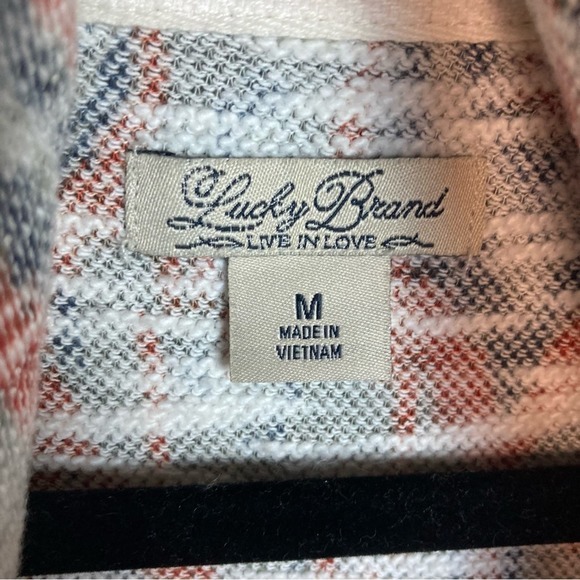 Lucky Brand
LIVE IN LOVE
M
MADE IN
VIETNAM